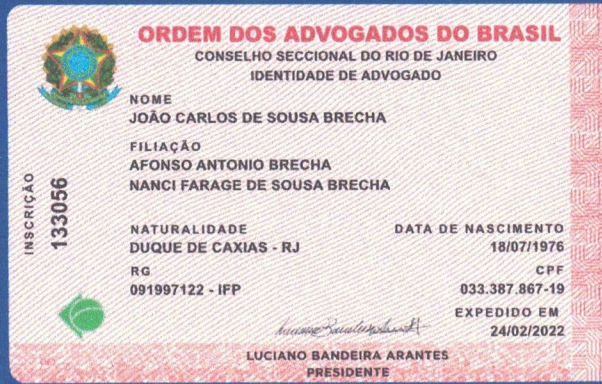 ORDEM DOS ADVOGADOS DO BRASIL
CONSELHO SECCIONAL DO RIO DE JANEIRO
IDENTIDADE DE ADVOGADO
NOME
JOÃO CARLOS DE SOUSA BRECHA
FILIAÇÃO
AFONSO ANTONIO BRECHA
NANCI FARAGE DE SOUSA BRECHA
INSCRIÇÃO
133056
NATURALIDADE
DUQUE DE CAXIAS - RJ
DATA DE NASCIMENTO
18/07/1976
RG
091997122 - IFP
CPF
033.387.867-19
EXPEDIDO EM
24/02/2022
LUCIANO BANDEIRA ARANTES
PRESIDENTE